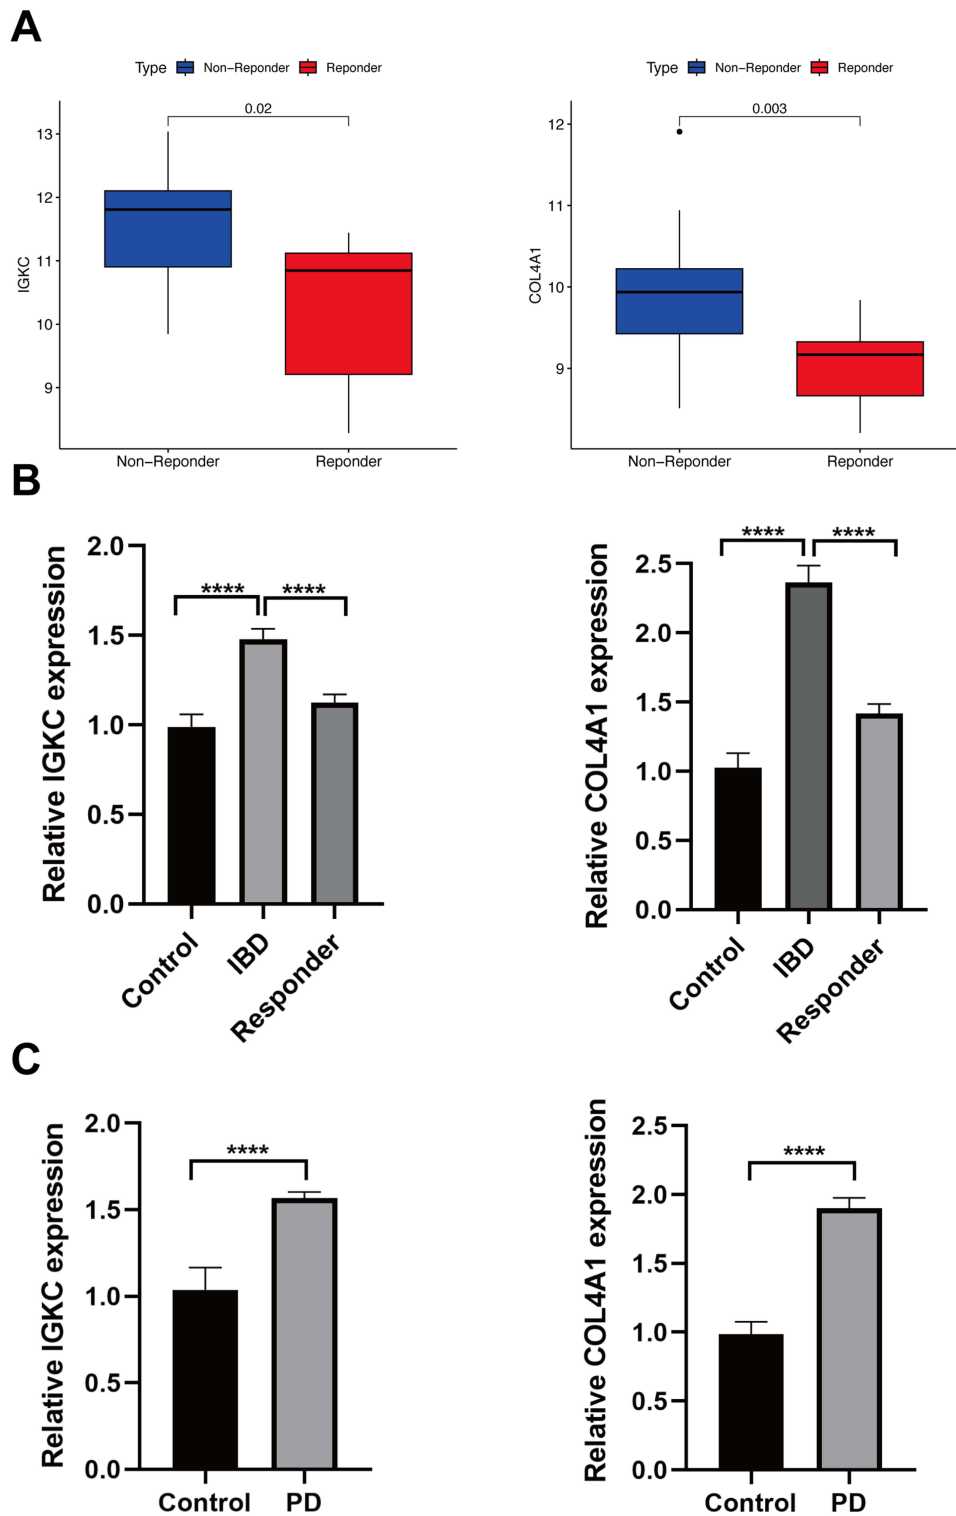 A
Type Non-Reponder Reponder
Type Non-Reponder Reponder
0.02
13
12
11
10
9
IGKC
Non-Reponder Reponder
0.003
12
11
10
9
COL4A1
Non-Reponder Reponder
B
2.0
1.5
1.0
0.5
0.0
Relative IGKC expression
**** ****
Control IBD Responder
2.5
2.0
1.5
1.0
0.5
0.0
Relative COL4A1 expression
**** ****
Control IBD Responder
C
2.0
1.5
1.0
0.5
0.0
Relative IGKC expression
****
Control PD
2.5
2.0
1.5
1.0
0.5
0.0
Relative COL4A1 expression
****
Control PD